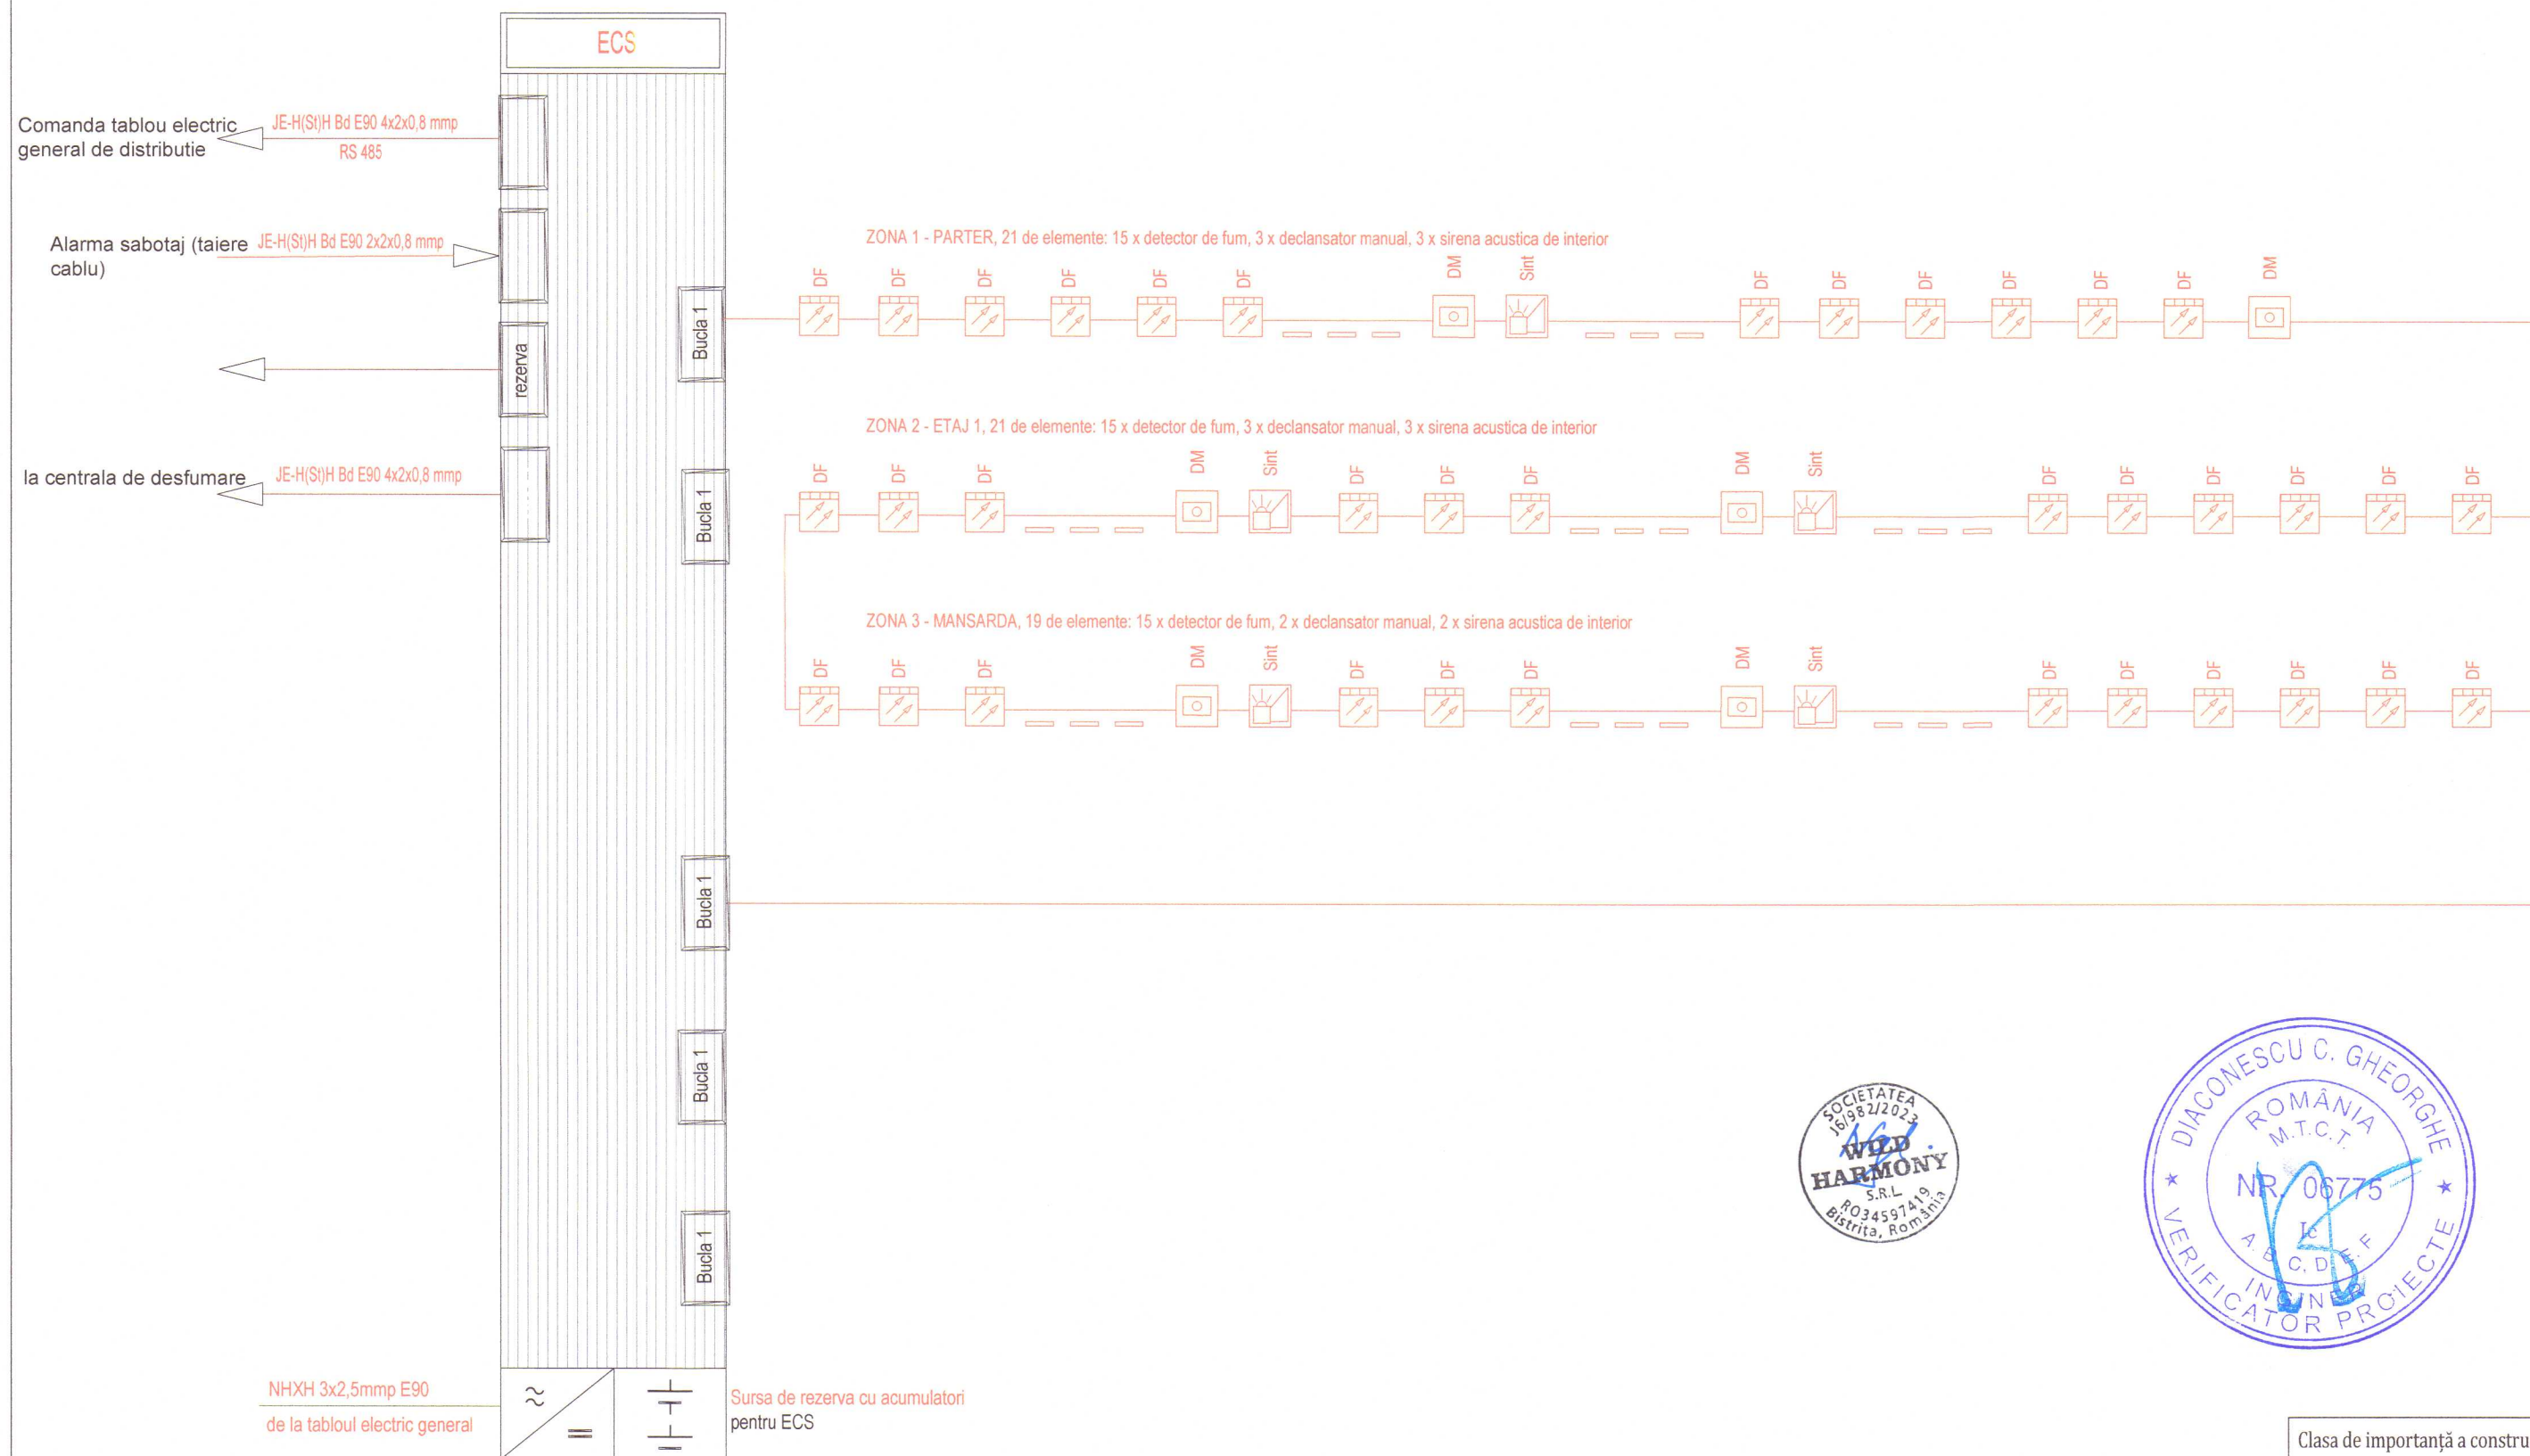 ECS
Comanda tablou electric
general de distributie
JE-H(St)H Bd E90 4x2x0,8 mmp
RS 485
Alarma sabotaj (taiere
cablu)
JE-H(St)H Bd E90 2x2x0,8 mmp
rezerva
la centrala de desfumare
JE-H(St)H Bd E90 4x2x0,8 mmp
Bucla 1
ZONA 1 - PARTER, 21 de elemente: 15 x detector de fum, 3 x declansator manual, 3 x sirena acustica de interior
DF DF DF DF DF DF DM Sint DF DF DF DF DF DF DM
Bucla 1
ZONA 2 - ETAJ 1, 21 de elemente: 15 x detector de fum, 3 x declansator manual, 3 x sirena acustica de interior
DF DF DF DM Sint DF DF DF DM Sint DF DF DF DF DF DF
ZONA 3 - MANSARDA, 19 de elemente: 15 x detector de fum, 2 x declansator manual, 2 x sirena acustica de interior
DF DF DF DM Sint DF DF DF DM Sint DF DF DF DF DF DF
Bucla 1
Bucla 1
Bucla 1
NHXH 3x2,5mmp E90
de la tabloul electric general
Sursa de rezerva cu acumulatori
pentru ECS
SOCIETATEA
J6/982/2023
WILD
HARMONY
S.R.L.
RO34597419
Bistrița, România
DIACONESCU C. GHEORGHE
ROMÂNIA
M.T.C.T.
NR. 06775
Ic
A. B. C. D. E. F
INGINER
VERIFICATOR PROIECTE
Clasa de importanță a constru